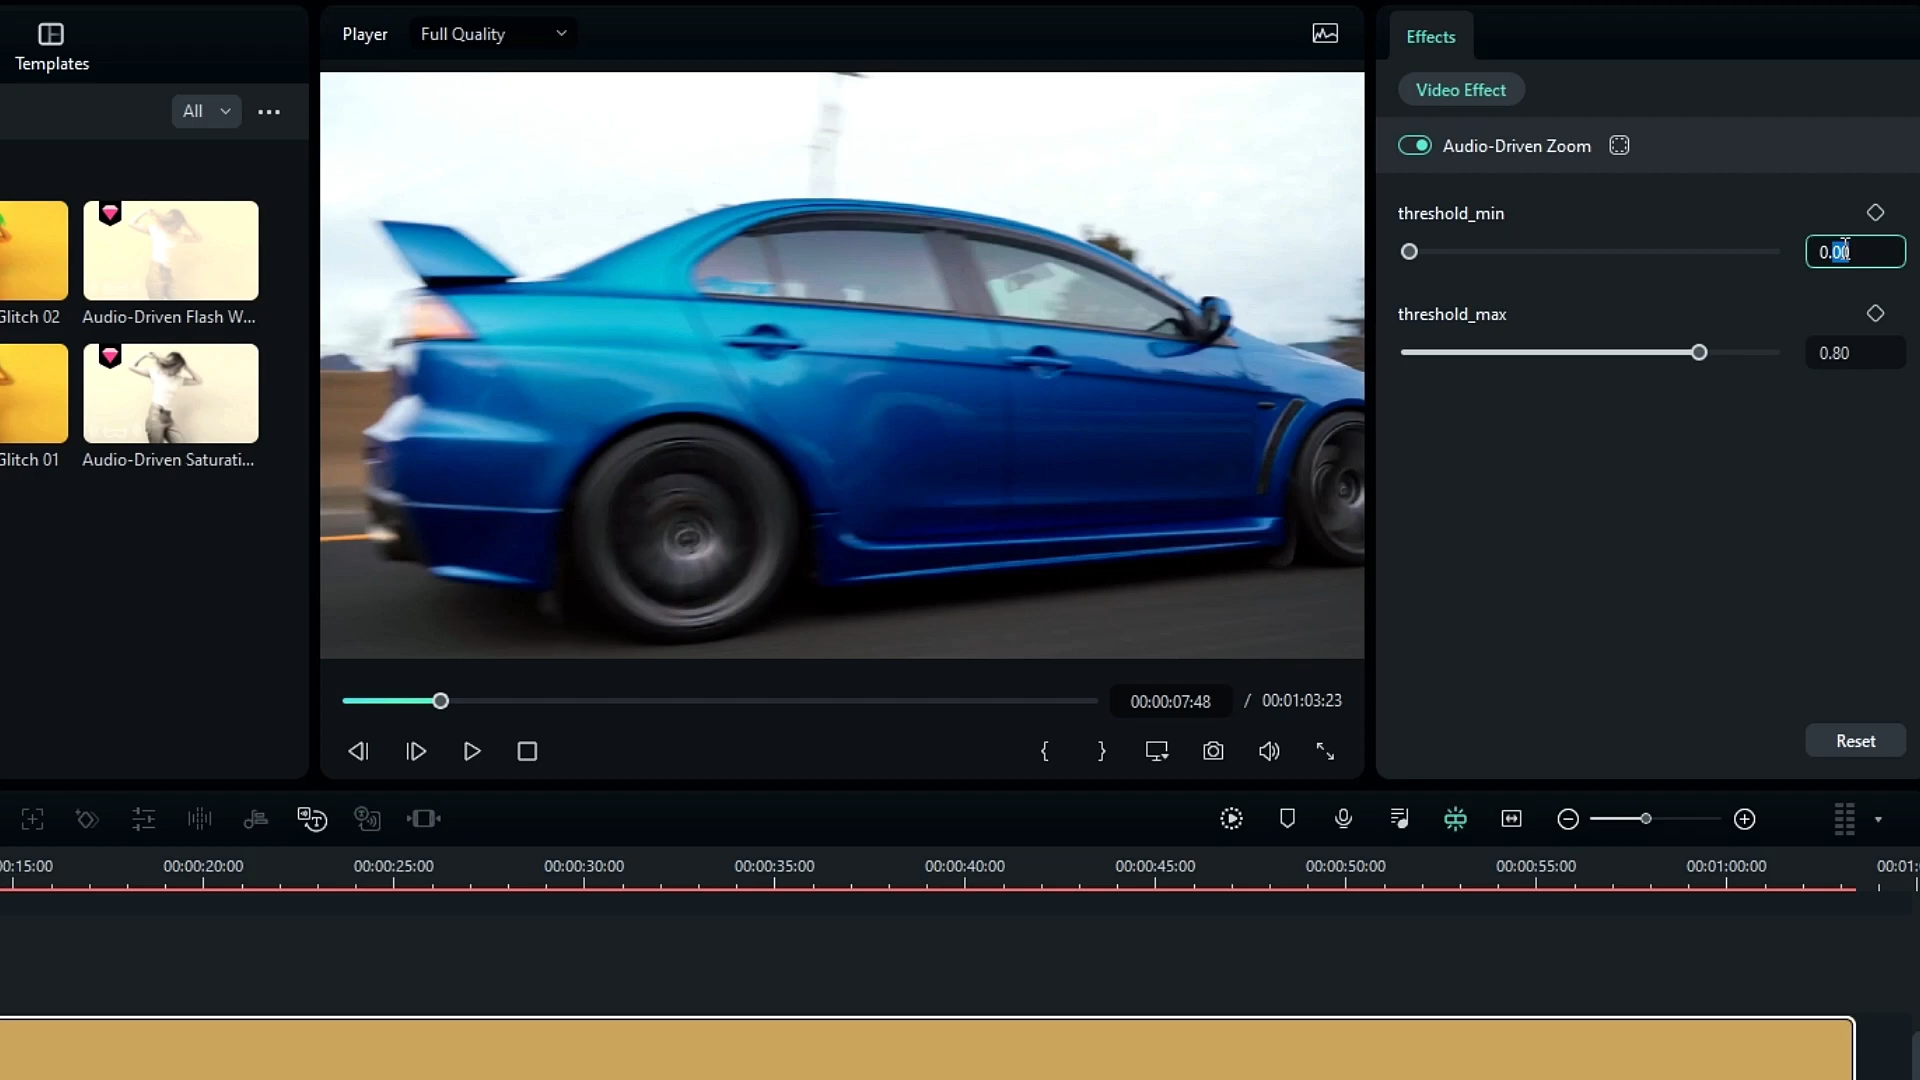 Templates
Player
Full Quality
Effects
Video Effect
All
Audio-Driven Zoom
threshold_min
0.00
threshold_max
0.80
Glitch 02
Audio-Driven Flash W...
Glitch 01
Audio-Driven Saturati...
00:00:07:48 / 00:01:03:23
Reset
00:00:20:00
00:00:25:00
00:00:30:00
00:00:35:00
00:00:40:00
00:00:45:00
00:00:50:00
00:00:55:00
00:01:00:00